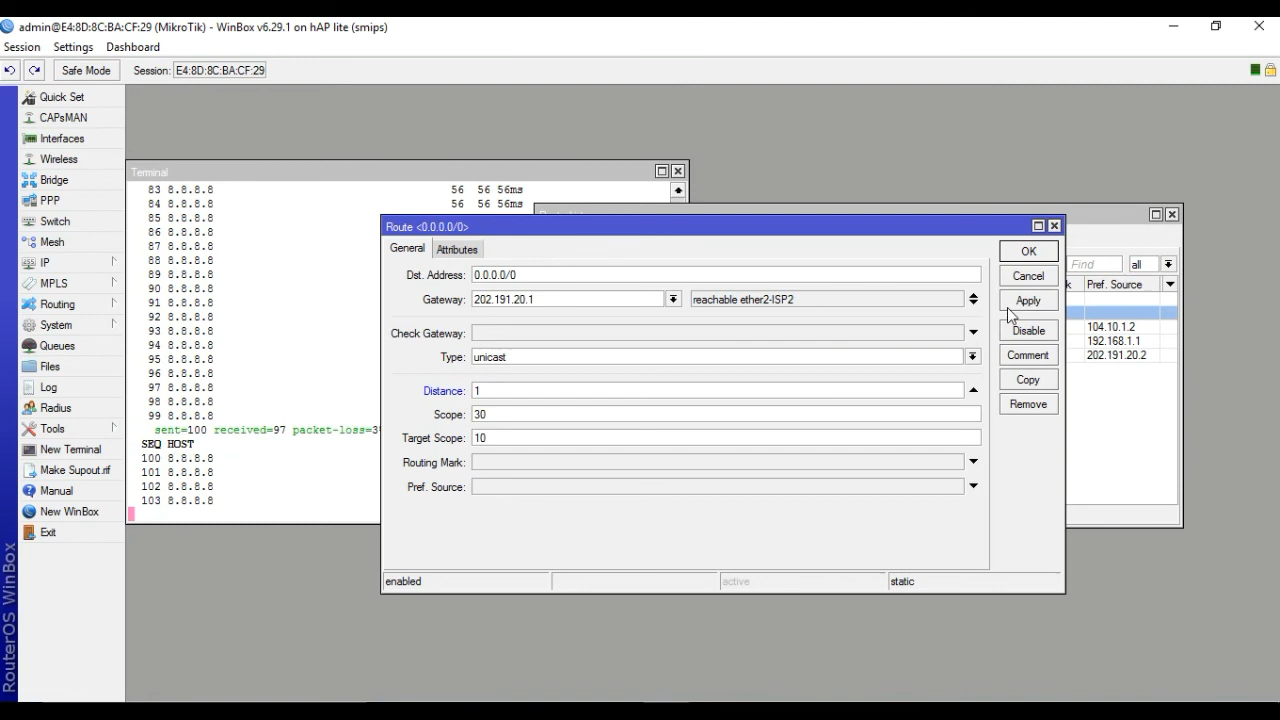 admin@E4:8D:8C:BA:CF:29 (MikroTik) - WinBox v6.29.1 on hAP lite (smips)
Session Settings Dashboard
Safe Mode Session: E4:8D:8C:BA:CF:29
Quick Set
CAPsMAN
Interfaces
Wireless
Bridge
PPP
Switch
Mesh
IP
MPLS
Routing
System
Queues
Files
Log
Radius
Tools
New Terminal
Make Supout.rif
Manual
New WinBox
Exit
RouterOS WinBox
Terminal
83 8.8.8.8 56 56 56ms
84 8.8.8.8 56 56 56ms
85 8.8.8.8
86 8.8.8.8
87 8.8.8.8
88 8.8.8.8
89 8.8.8.8
90 8.8.8.8
91 8.8.8.8
92 8.8.8.8
93 8.8.8.8
94 8.8.8.8
95 8.8.8.8
96 8.8.8.8
97 8.8.8.8
98 8.8.8.8
99 8.8.8.8
sent=100 received=97 packet-loss=3%
SEQ HOST
100 8.8.8.8
101 8.8.8.8
102 8.8.8.8
103 8.8.8.8
Route <0.0.0.0/0>
General Attributes
Dst. Address: 0.0.0.0/0
Gateway: 202.191.20.1 reachable ether2-ISP2
Check Gateway:
Type: unicast
Distance: 1
Scope: 30
Target Scope: 10
Routing Mark:
Pref. Source:
OK
Cancel
Apply
Disable
Comment
Copy
Remove
enabled active static
Find all
k Pref. Source
104.10.1.2
192.168.1.1
202.191.20.2